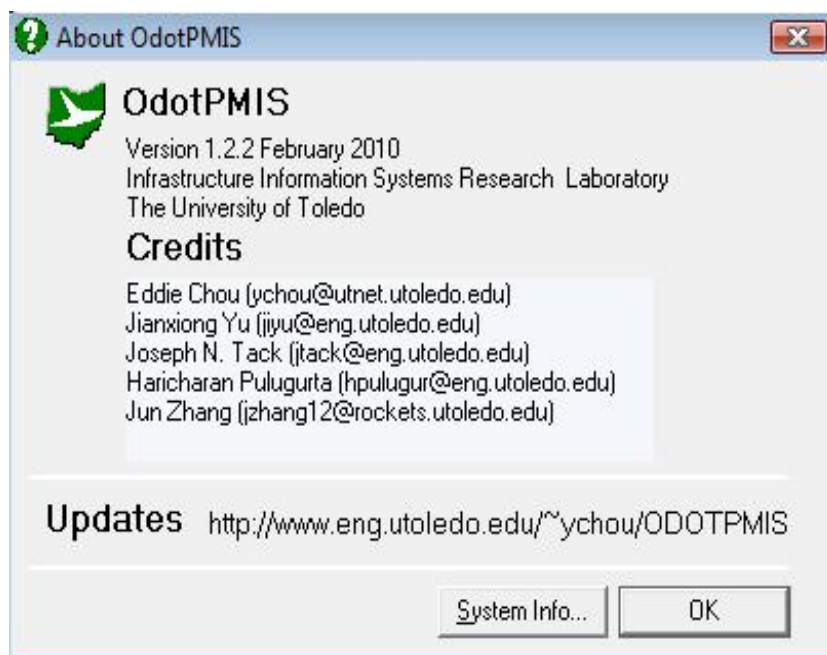 About OdotPMIS
OdotPMIS
Version 1.2.2 February 2010
Infrastructure Information Systems Research Laboratory
The University of Toledo
Credits
Eddie Chou (ychou@utnet.utoledo.edu)
Jianxiong Yu (jiyu@eng.utoledo.edu)
Joseph N. Tack (jtack@eng.utoledo.edu)
Haricharan Pulugurta (hpulugur@eng.utoledo.edu)
Jun Zhang (jzhang12@rockets.utoledo.edu)
Updates http://www.eng.utoledo.edu/~ychou/ODOTPMIS
System Info... OK